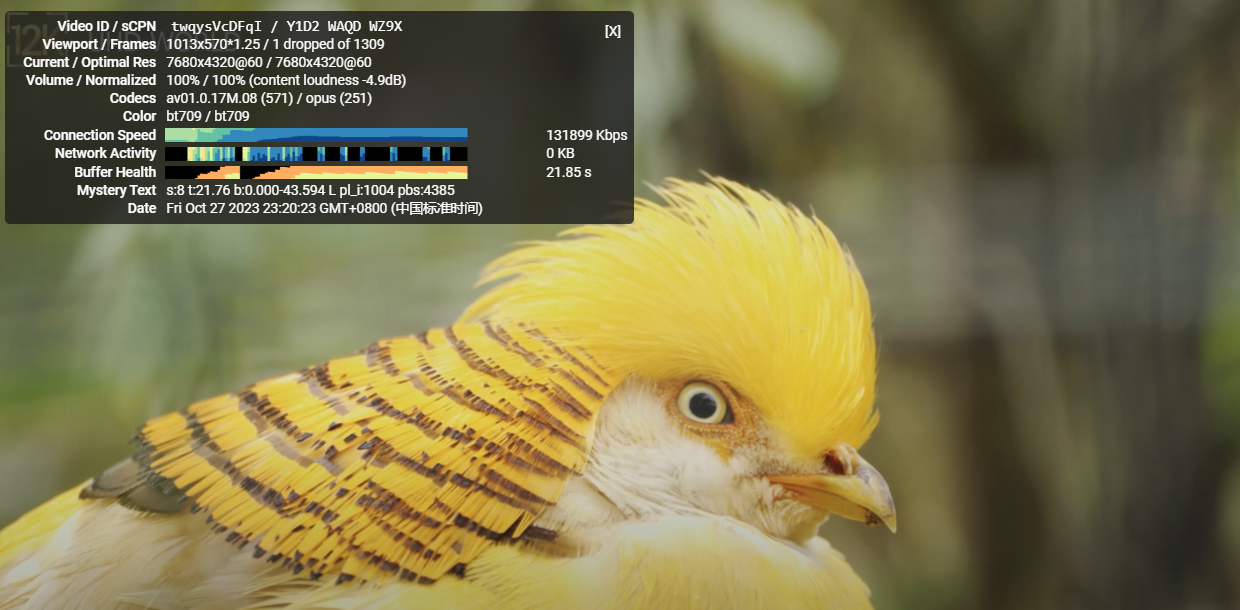 Video ID / sCPN twqysVcDFqI / Y1D2 WAQD WZ9X
[X]
Viewport / Frames 1013x570*1.25 / 1 dropped of 1309
Current / Optimal Res 7680x4320@60 / 7680x4320@60
Volume / Normalized 100% / 100% (content loudness -4.9dB)
Codecs av01.0.17M.08 (571) / opus (251)
Color bt709 / bt709
Connection Speed 131899 Kbps
Network Activity 0 KB
Buffer Health 21.85 s
Mystery Text s:8 t:21.76 b:0.000-43.594 L pl_i:1004 pbs:4385
Date Fri Oct 27 2023 23:20:23 GMT+0800 (中国标准时间)